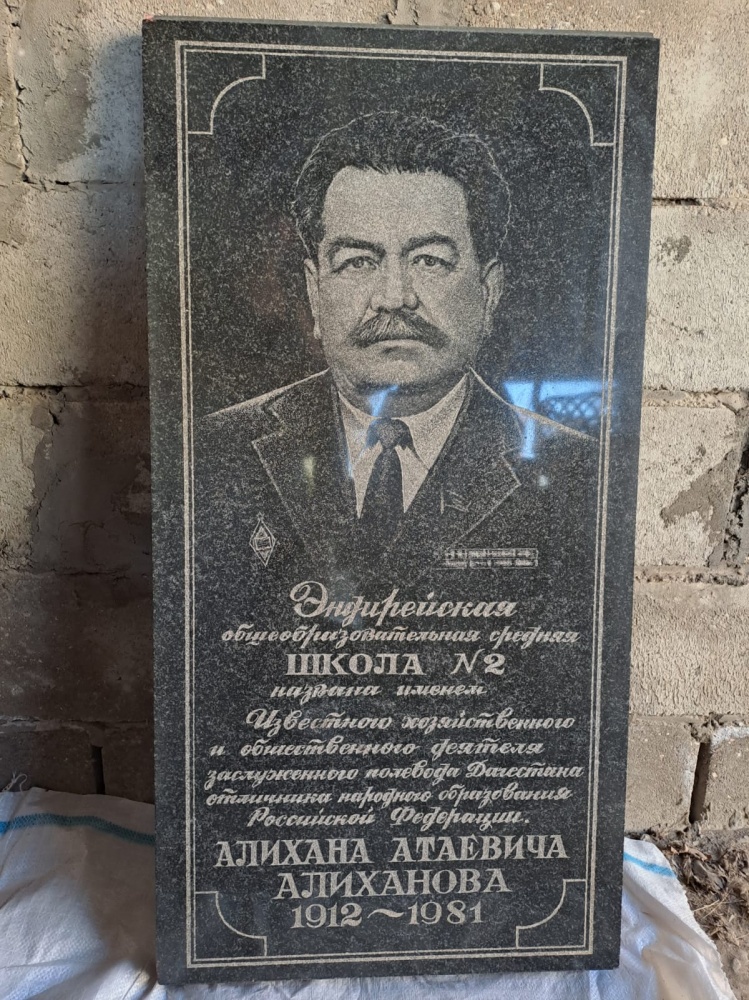 Эндирейская
общеобразовательная средняя
ШКОЛА N2
названа именем
Известного хозяйственного
и общественного деятеля
заслуженного полевода Дагестана
отличника народного образования
Российской Федерации.
АЛИХАНА АТАЕВИЧА
АЛИХАНОВА
1912~1981